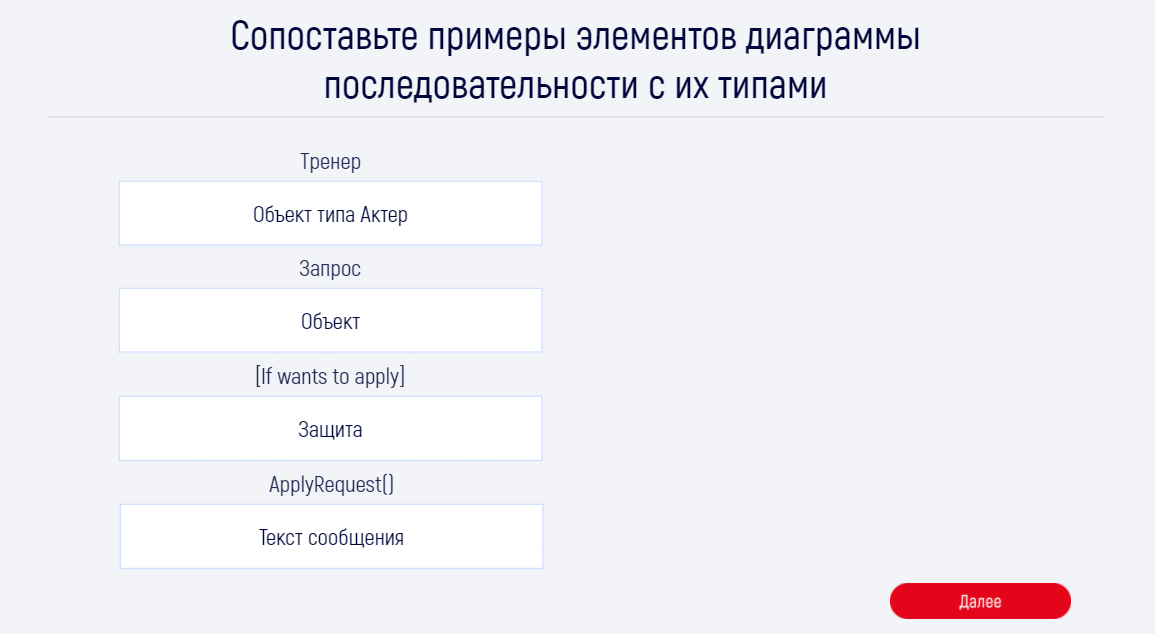 Сопоставьте примеры элементов диаграммы
последовательности с их типами
Тренер
Объект типа Актер
Запрос
Объект
[If wants to apply]
Защита
ApplyRequest()
Текст сообщения
Далее